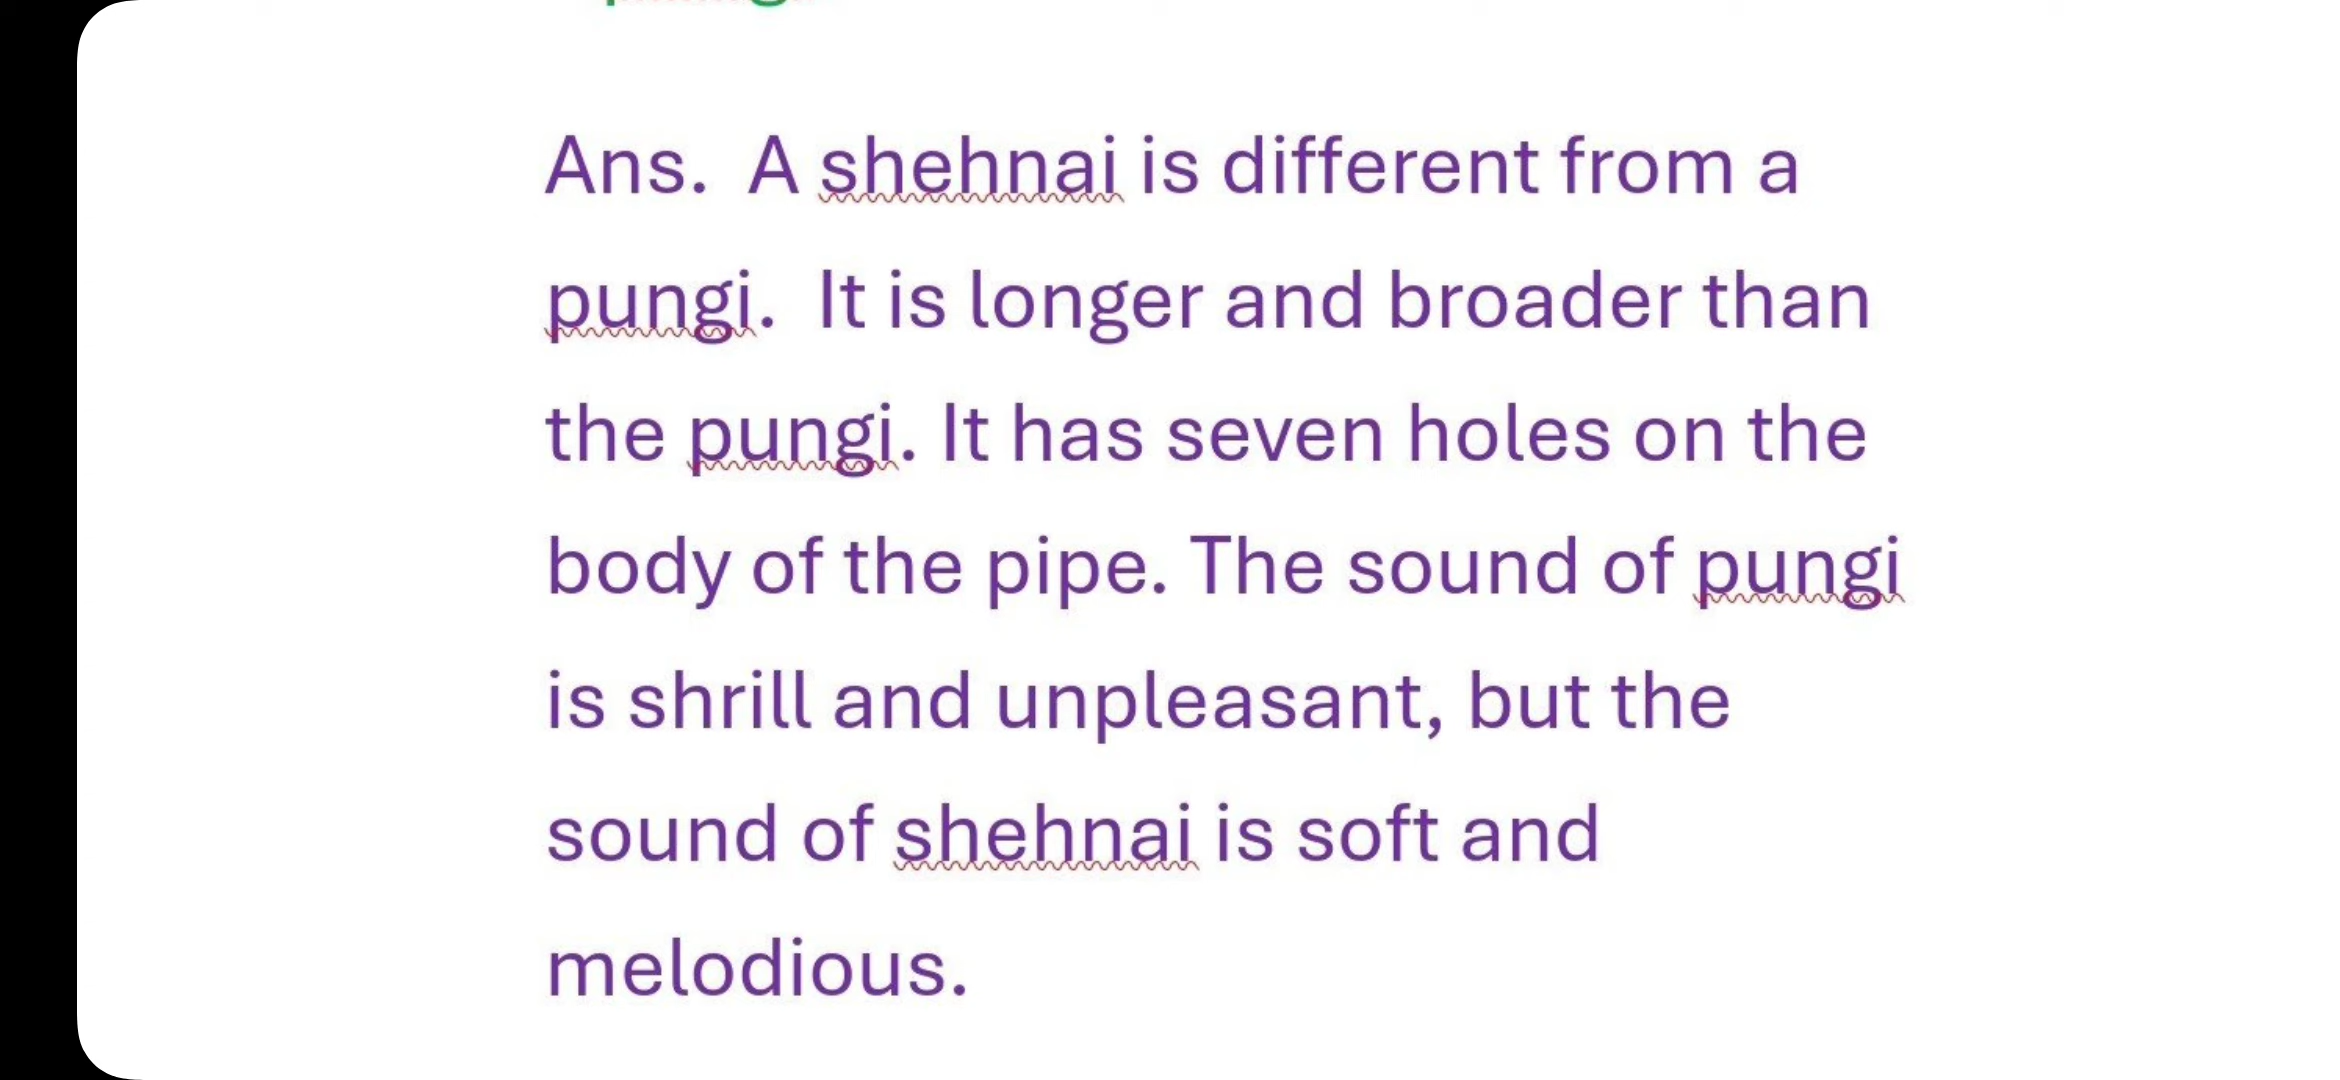 Ans.  A shehnai is different from a
pungi.  It is longer and broader than
the pungi. It has seven holes on the
body of the pipe. The sound of pungi
is shrill and unpleasant, but the
sound of shehnai is soft and
melodious.